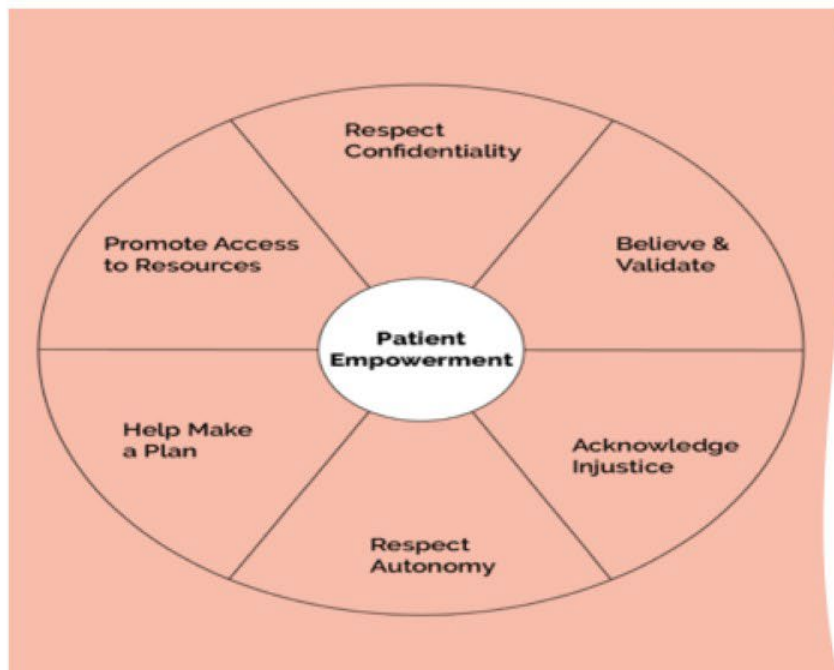 Respect
Confidentiality
Promote Access
to Resources
Believe &
Validate
Patient
Empowerment
Help Make
a Plan
Acknowledge
Injustice
Respect
Autonomy